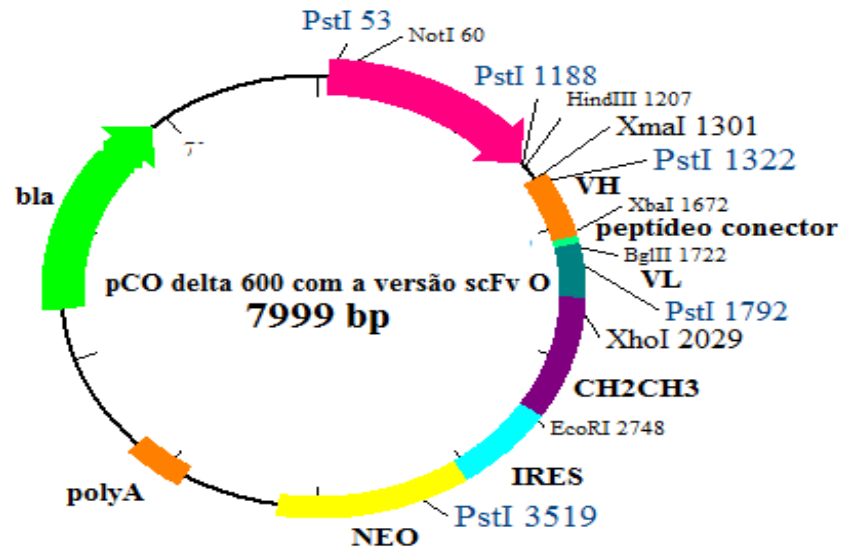 PstI 53
NotI 60
PstI 1188
HindIII 1207
XmaI 1301
PstI 1322
VH
XbaI 1672
peptídeo conector
BglII 1722
VL
PstI 1792
XhoI 2029
CH2CH3
EcoRI 2748
IRES
PstI 3519
NEO
polyA
bla
pCO delta 600 com a versão scFv O
7999 bp